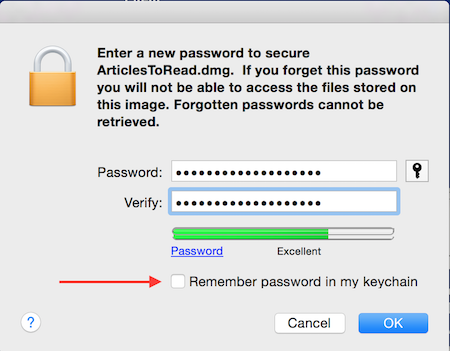 Enter a new password to secure
ArticlesToRead.dmg. If you forget this password
you will not be able to access the files stored on
this image. Forgotten passwords cannot be
retrieved.
Password: ••••••••••••••••••
Verify: ••••••••••••••••••
Password Excellent
Remember password in my keychain
? Cancel OK